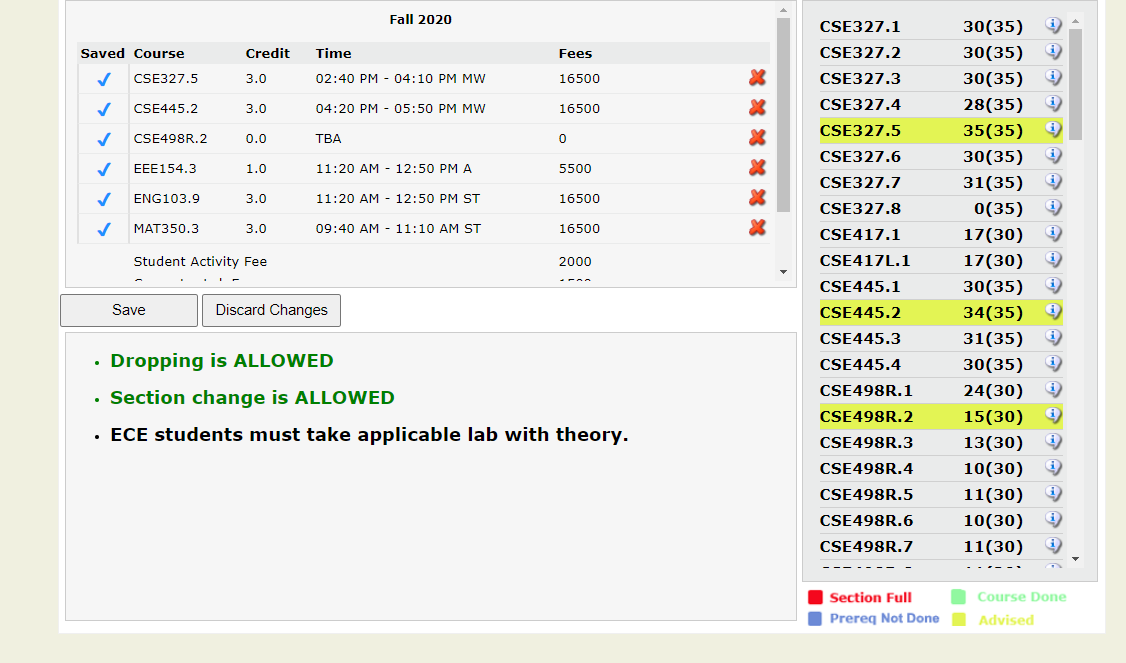 Fall 2020
Saved Course Credit Time Fees
CSE327.5 3.0 02:40 PM - 04:10 PM MW 16500
CSE445.2 3.0 04:20 PM - 05:50 PM MW 16500
CSE498R.2 0.0 TBA 0
EEE154.3 1.0 11:20 AM - 12:50 PM A 5500
ENG103.9 3.0 11:20 AM - 12:50 PM ST 16500
MAT350.3 3.0 09:40 AM - 11:10 AM ST 16500
Student Activity Fee 2000
Save Discard Changes
Dropping is ALLOWED
Section change is ALLOWED
ECE students must take applicable lab with theory.
CSE327.1 30(35)
CSE327.2 30(35)
CSE327.3 30(35)
CSE327.4 28(35)
CSE327.5 35(35)
CSE327.6 30(35)
CSE327.7 31(35)
CSE327.8 0(35)
CSE417.1 17(30)
CSE417L.1 17(30)
CSE445.1 30(35)
CSE445.2 34(35)
CSE445.3 31(35)
CSE445.4 30(35)
CSE498R.1 24(30)
CSE498R.2 15(30)
CSE498R.3 13(30)
CSE498R.4 10(30)
CSE498R.5 11(30)
CSE498R.6 10(30)
CSE498R.7 11(30)
Section Full Course Done
Prereq Not Done Advised